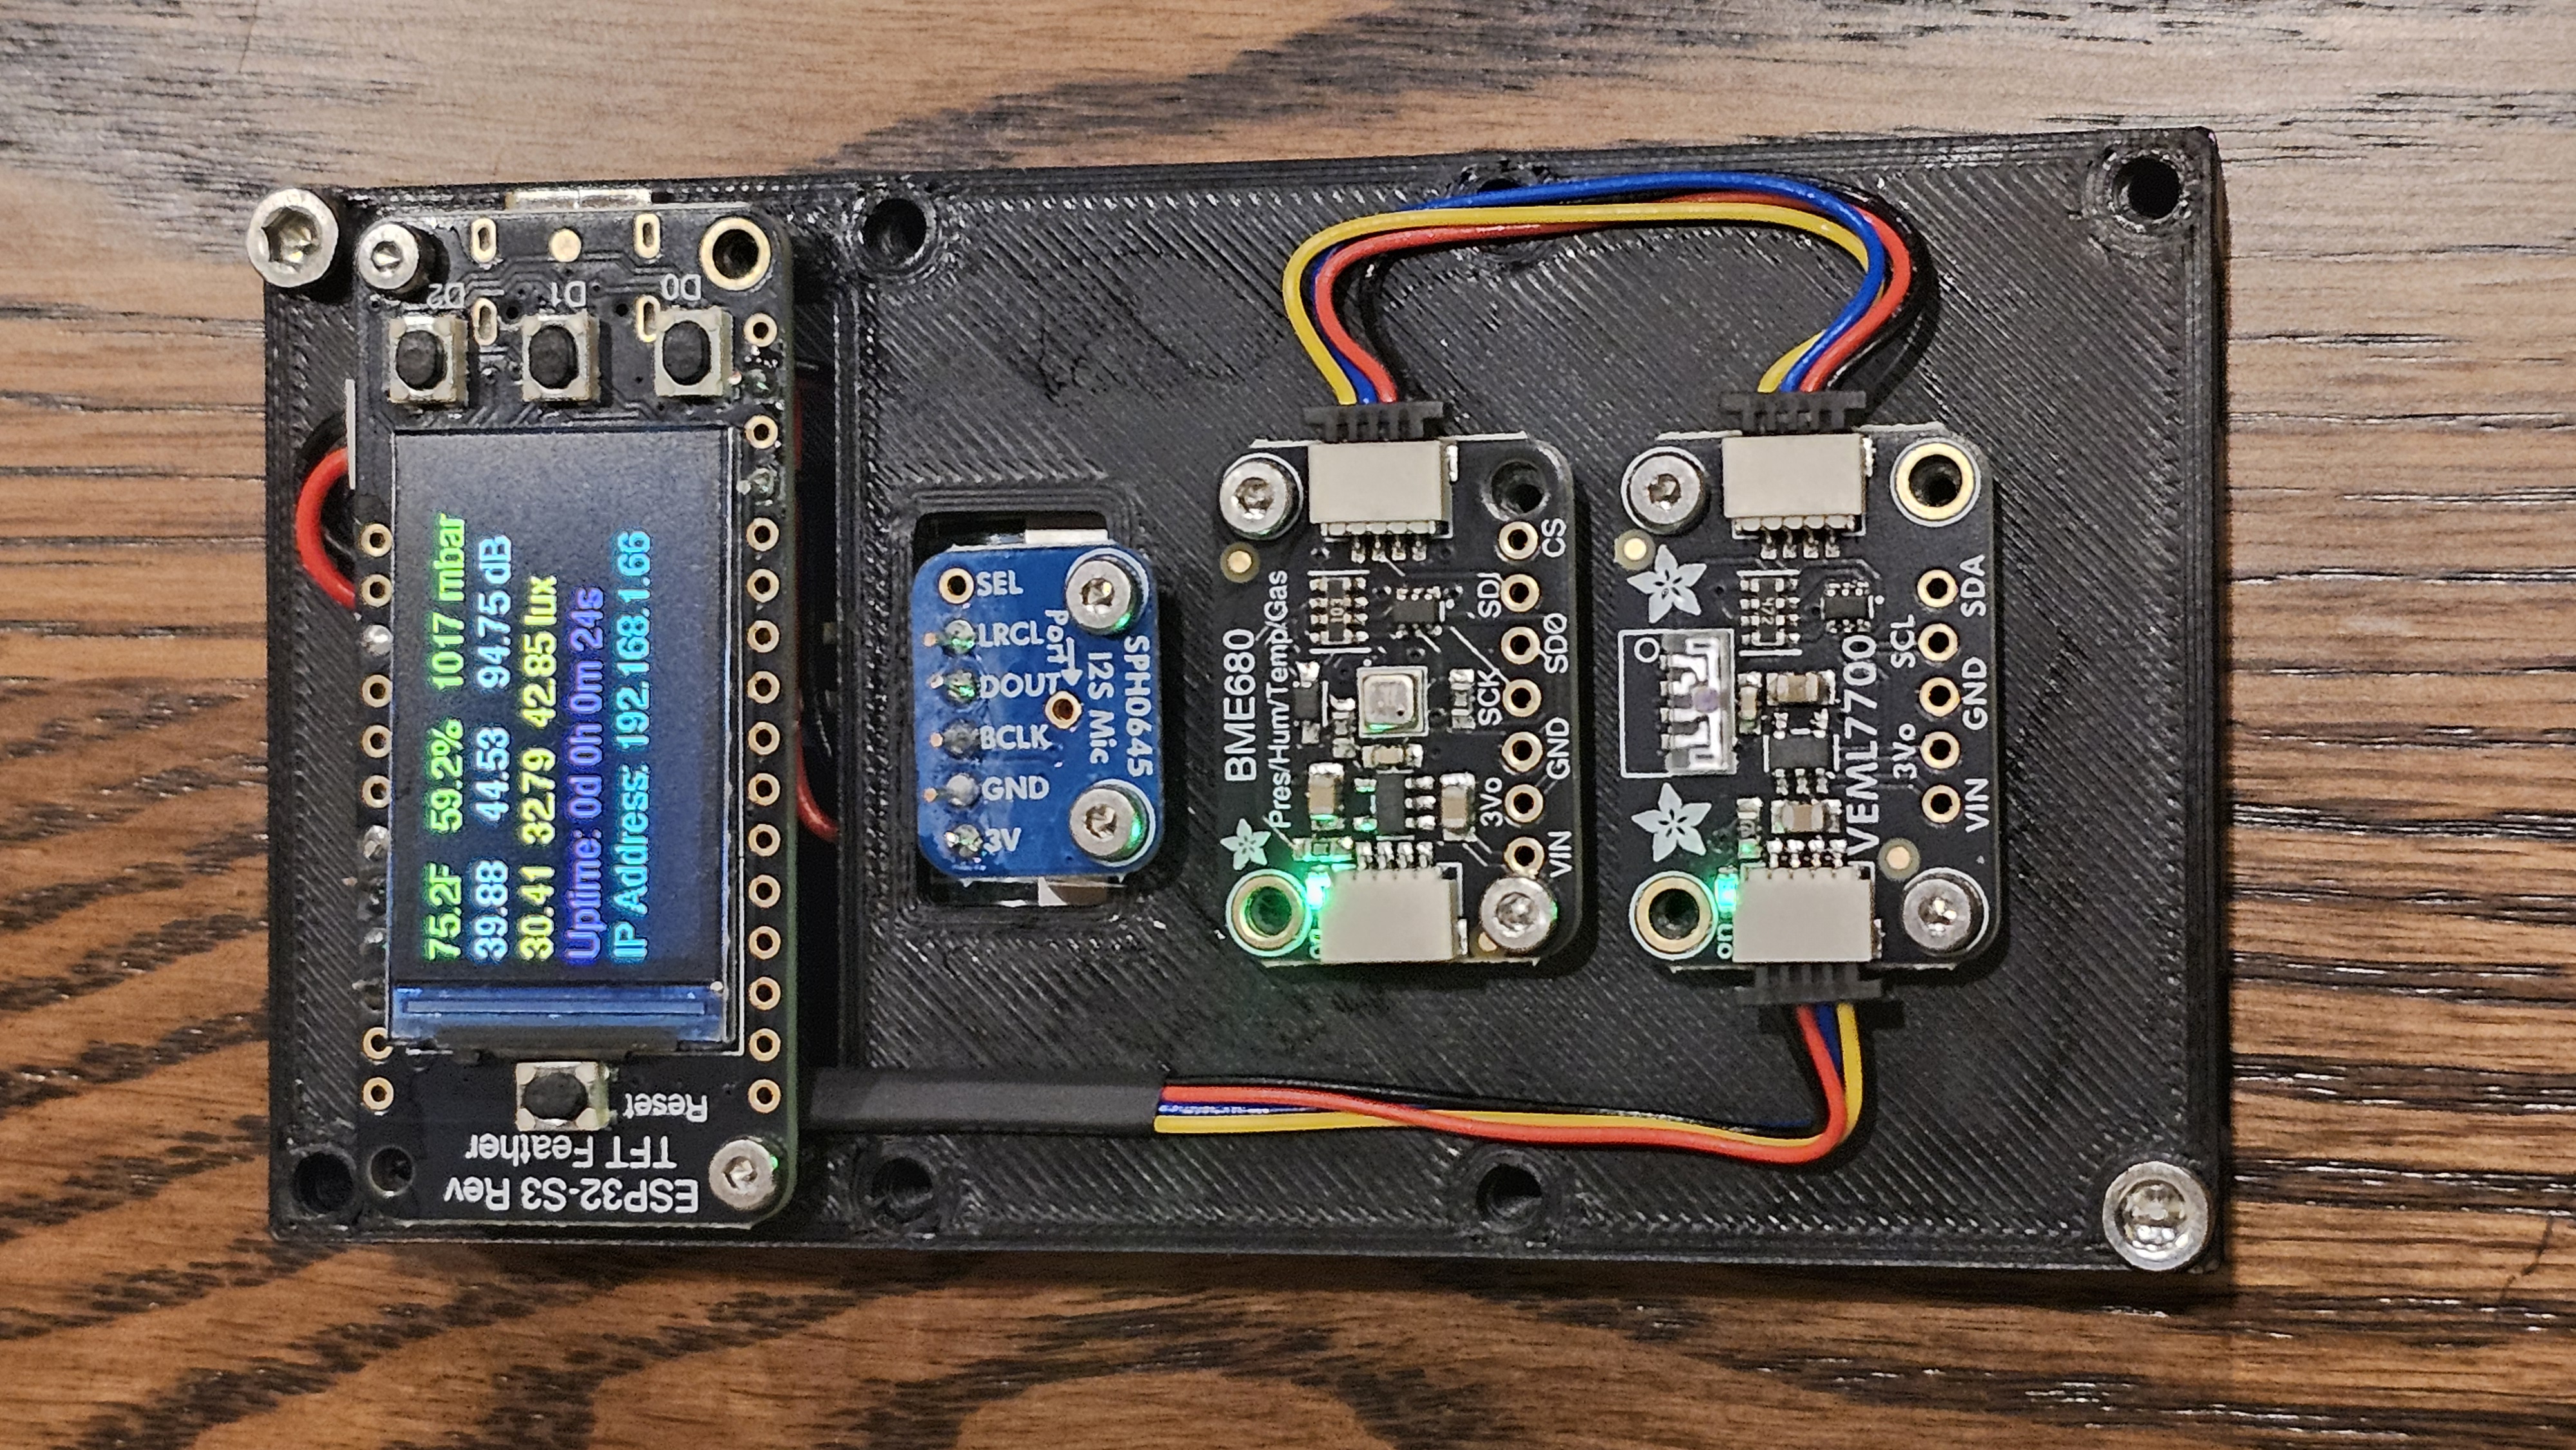 ESP32-S3 Rev
TFT Feather
Reset
75.2F 59.2% 1017 mbar
39.88 44.53 94.75 dB
30.41 32.79 42.85 lux
Uptime: 0d 0h 0m 24s
IP Address: 192.168.1.66
D2
D1
D0
3V GND BCLK DOUT LRCL SEL
Port
I2S Mic
SPH0645
BME680
Pres/Hum/Temp/Gas
on
103
3Vo SCK SDI
VIN GND SDO CS
on
472
VEML7700
3Vo SCL
VIN GND SDA